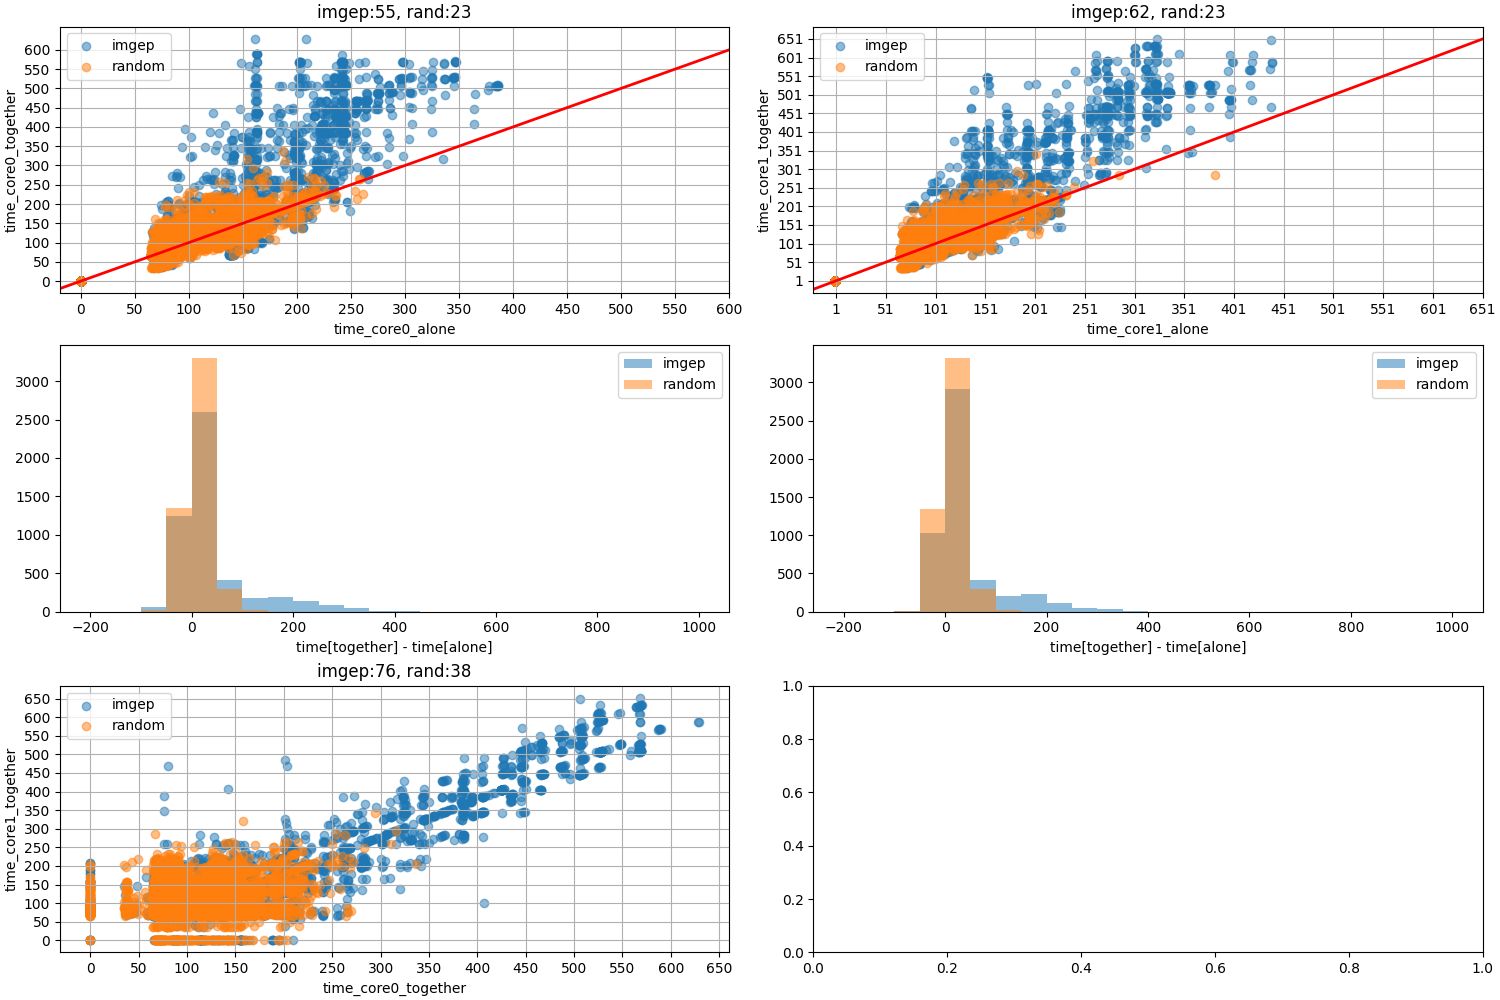 imgep:55, rand:23
imgep
random
time_core0_together
600
550
500
450
400
350
300
250
200
150
100
50
0
0 50 100 150 200 250 300 350 400 450 500 550 600
time_core0_alone
imgep:62, rand:23
imgep
random
time_core1_together
651
601
551
501
451
401
351
301
251
201
151
101
51
1
1 51 101 151 201 251 301 351 401 451 501 551 601 651
time_core1_alone
imgep
random
3000
2500
2000
1500
1000
500
0
−200 0 200 400 600 800 1000
time[together] - time[alone]
imgep
random
3000
2500
2000
1500
1000
500
0
−200 0 200 400 600 800 1000
time[together] - time[alone]
imgep:76, rand:38
imgep
random
time_core1_together
650
600
550
500
450
400
350
300
250
200
150
100
50
0
0 50 100 150 200 250 300 350 400 450 500 550 600 650
time_core0_together
1.0
0.8
0.6
0.4
0.2
0.0
0.0 0.2 0.4 0.6 0.8 1.0